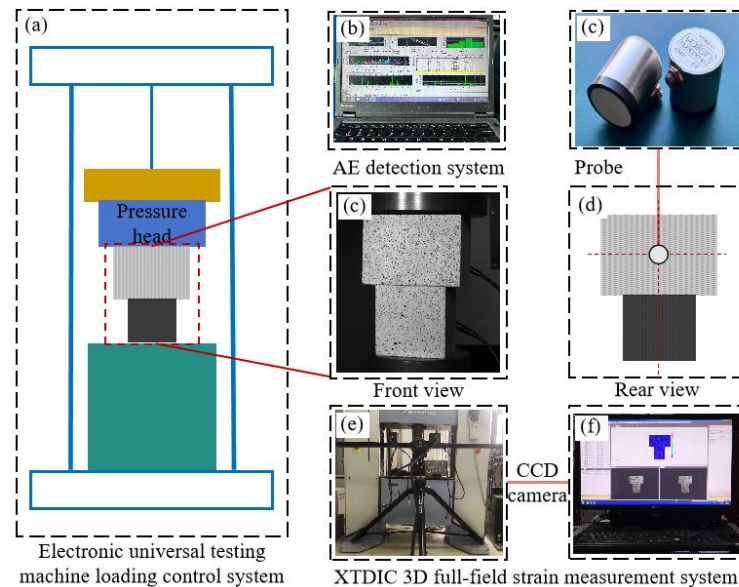 (a)
Pressure
head
Electronic universal testing
machine loading control system
(b)
AE detection system
(c)
Probe
(c)
Front view
(d)
Rear view
(e)
CCD
camera
(f)
XTDIC 3D full-field strain measurement system